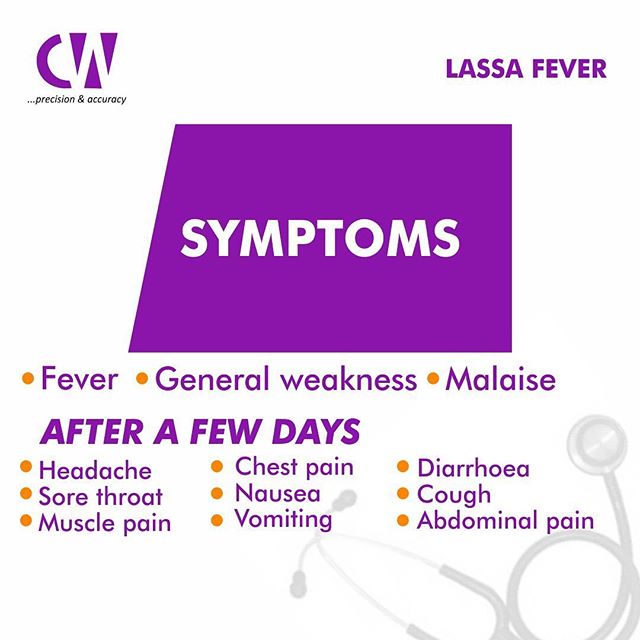 CW
...precision & accuracy
LASSA FEVER
SYMPTOMS
• Fever • General weakness • Malaise
AFTER A FEW DAYS
• Headache • Chest pain • Diarrhoea
• Sore throat • Nausea • Cough
• Muscle pain • Vomiting • Abdominal pain